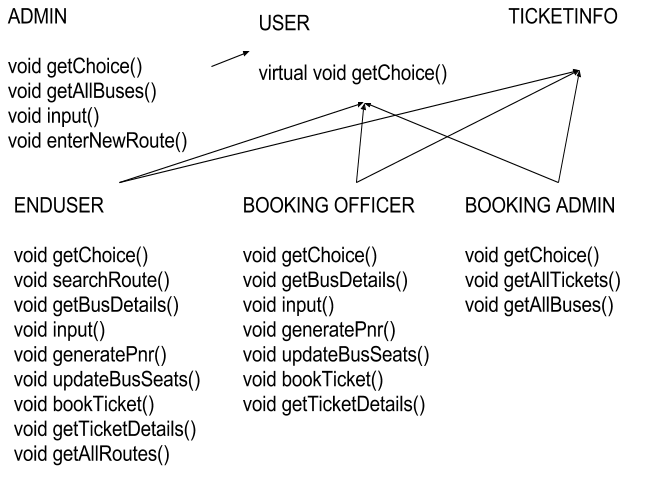 ADMIN
void getChoice()
void getAllBuses()
void input()
void enterNewRoute()
USER
virtual void getChoice()
TICKETINFO
ENDUSER
void getChoice()
void searchRoute()
void getBusDetails()
void input()
void generatePnr()
void updateBusSeats()
void bookTicket()
void getTicketDetails()
void getAllRoutes()
BOOKING OFFICER
void getChoice()
void getBusDetails()
void input()
void generatePnr()
void updateBusSeats()
void bookTicket()
void getTicketDetails()
BOOKING ADMIN
void getChoice()
void getAllTickets()
void getAllBuses()